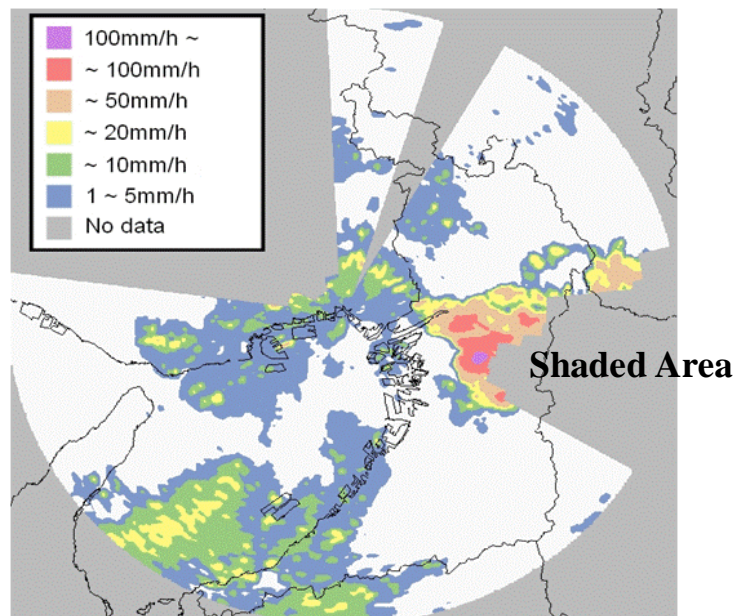 100mm/h ~
~ 100mm/h
~ 50mm/h
~ 20mm/h
~ 10mm/h
1 ~ 5mm/h
No data
Shaded Area